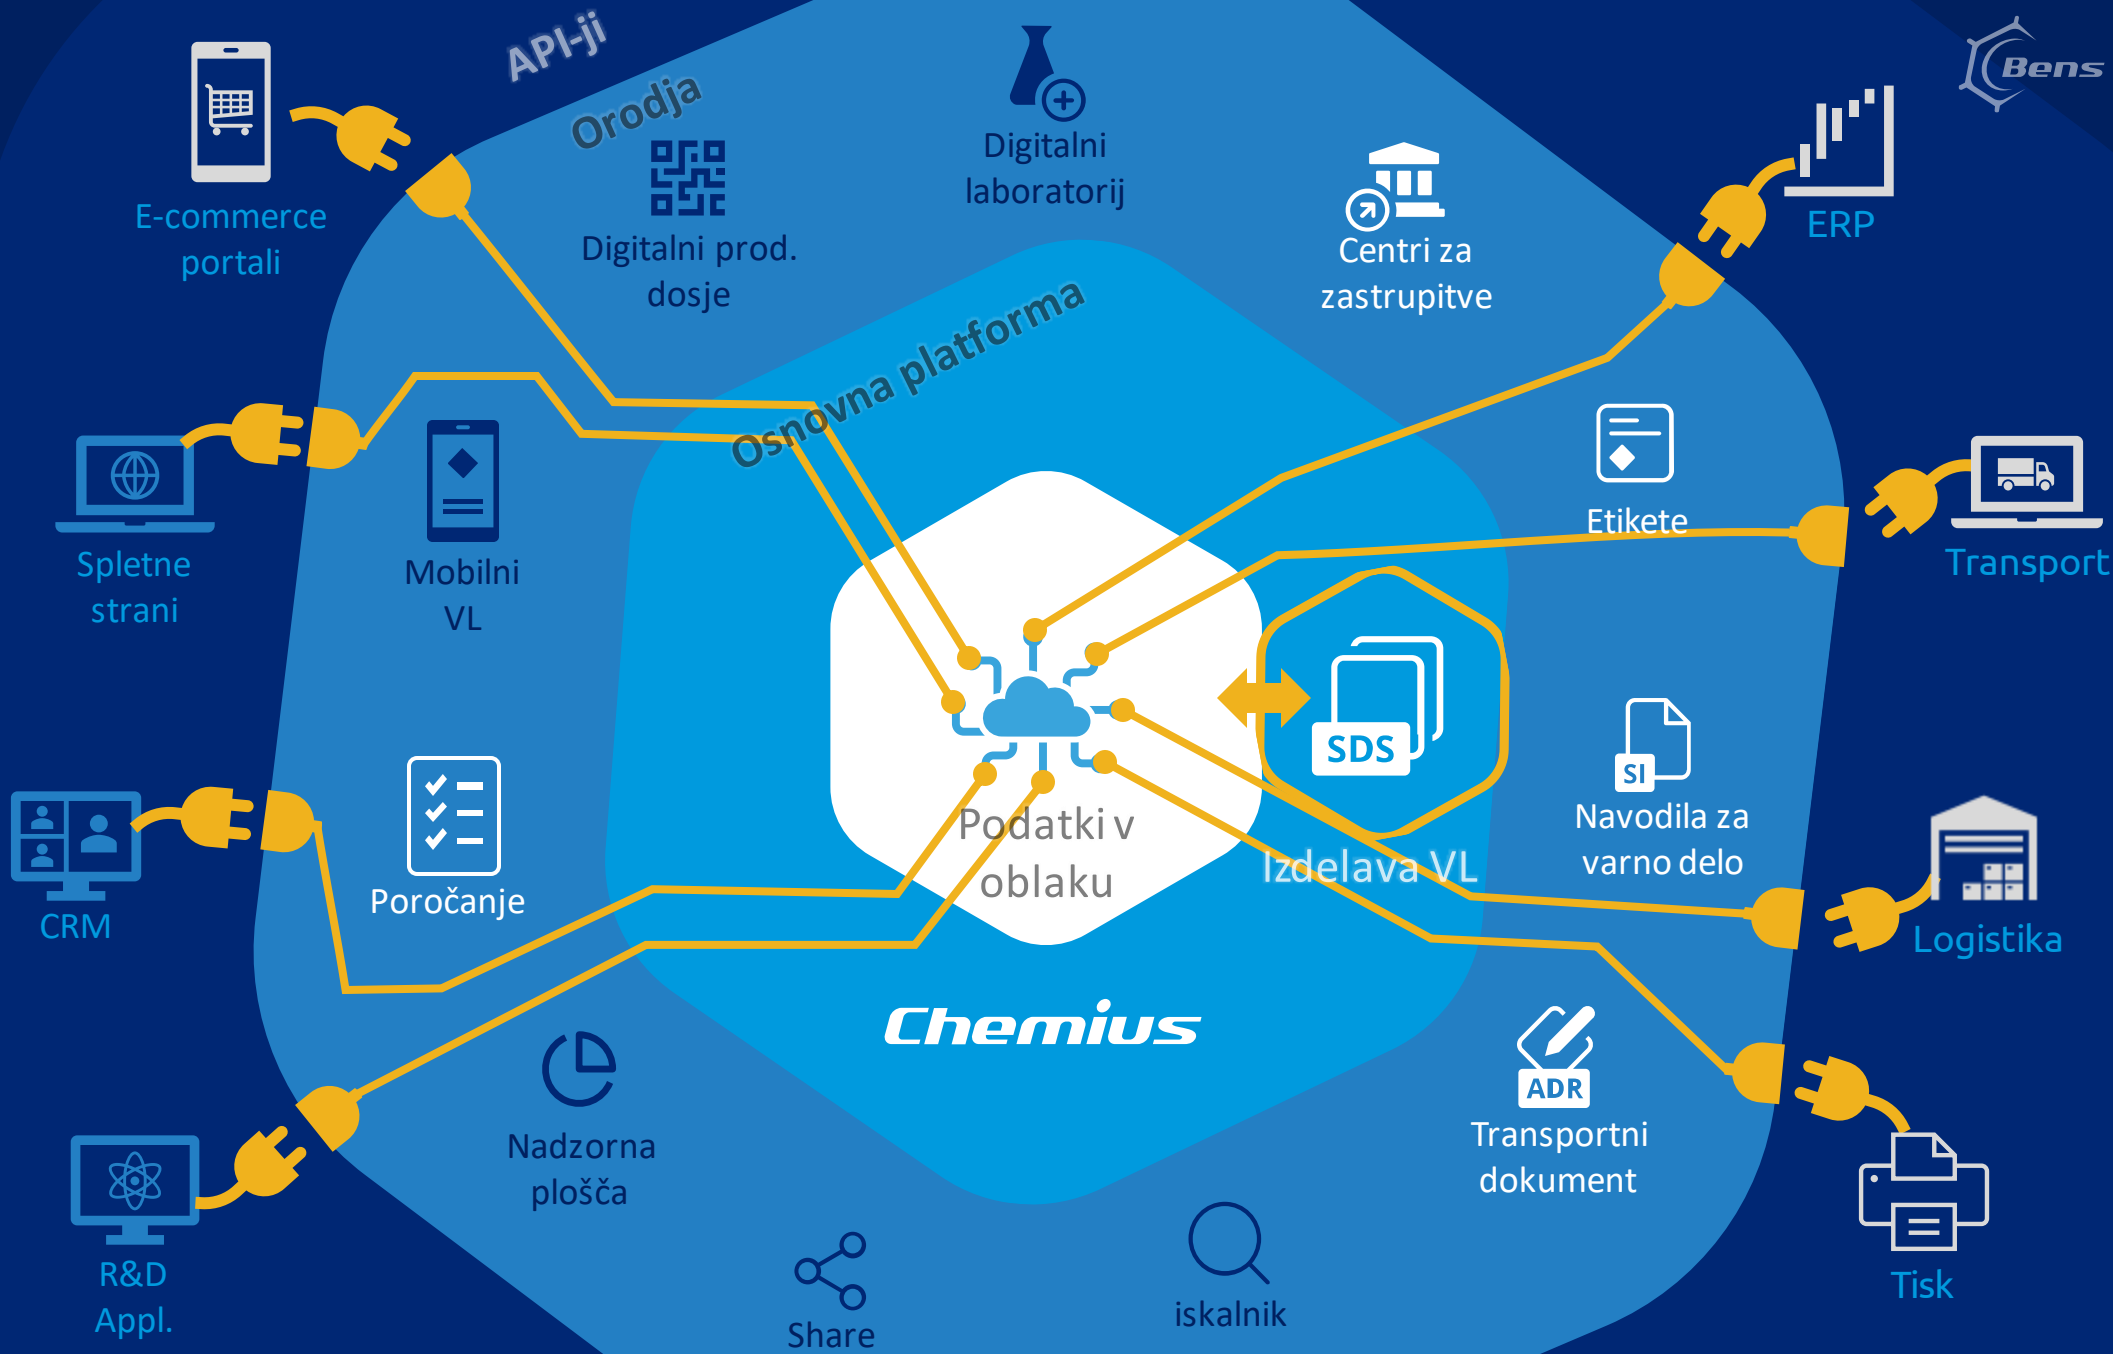 API-ji
Orodja
Osnovna platforma
Bens
E-commerce
portali
Digitalni prod.
dosje
Digitalni
laboratorij
Centri za
zastrupitve
ERP
Spletne
strani
Mobilni
VL
Etikete
Transport
SDS
Izdelava VL
Podatki v
oblaku
SI
Navodila za
varno delo
CRM
Poročanje
Logistika
Chemius
Nadzorna
plošča
ADR
Transportni
dokument
R&D
Appl.
Share
iskalnik
Tisk